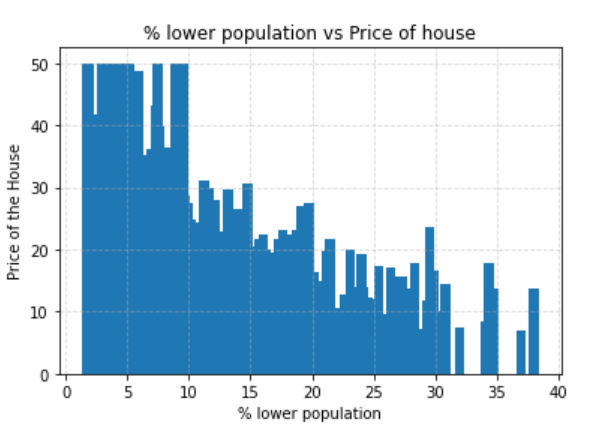 % lower population vs Price of house
50
40
30
20
10
0
Price of the House
0 5 10 15 20 25 30 35 40
% lower population